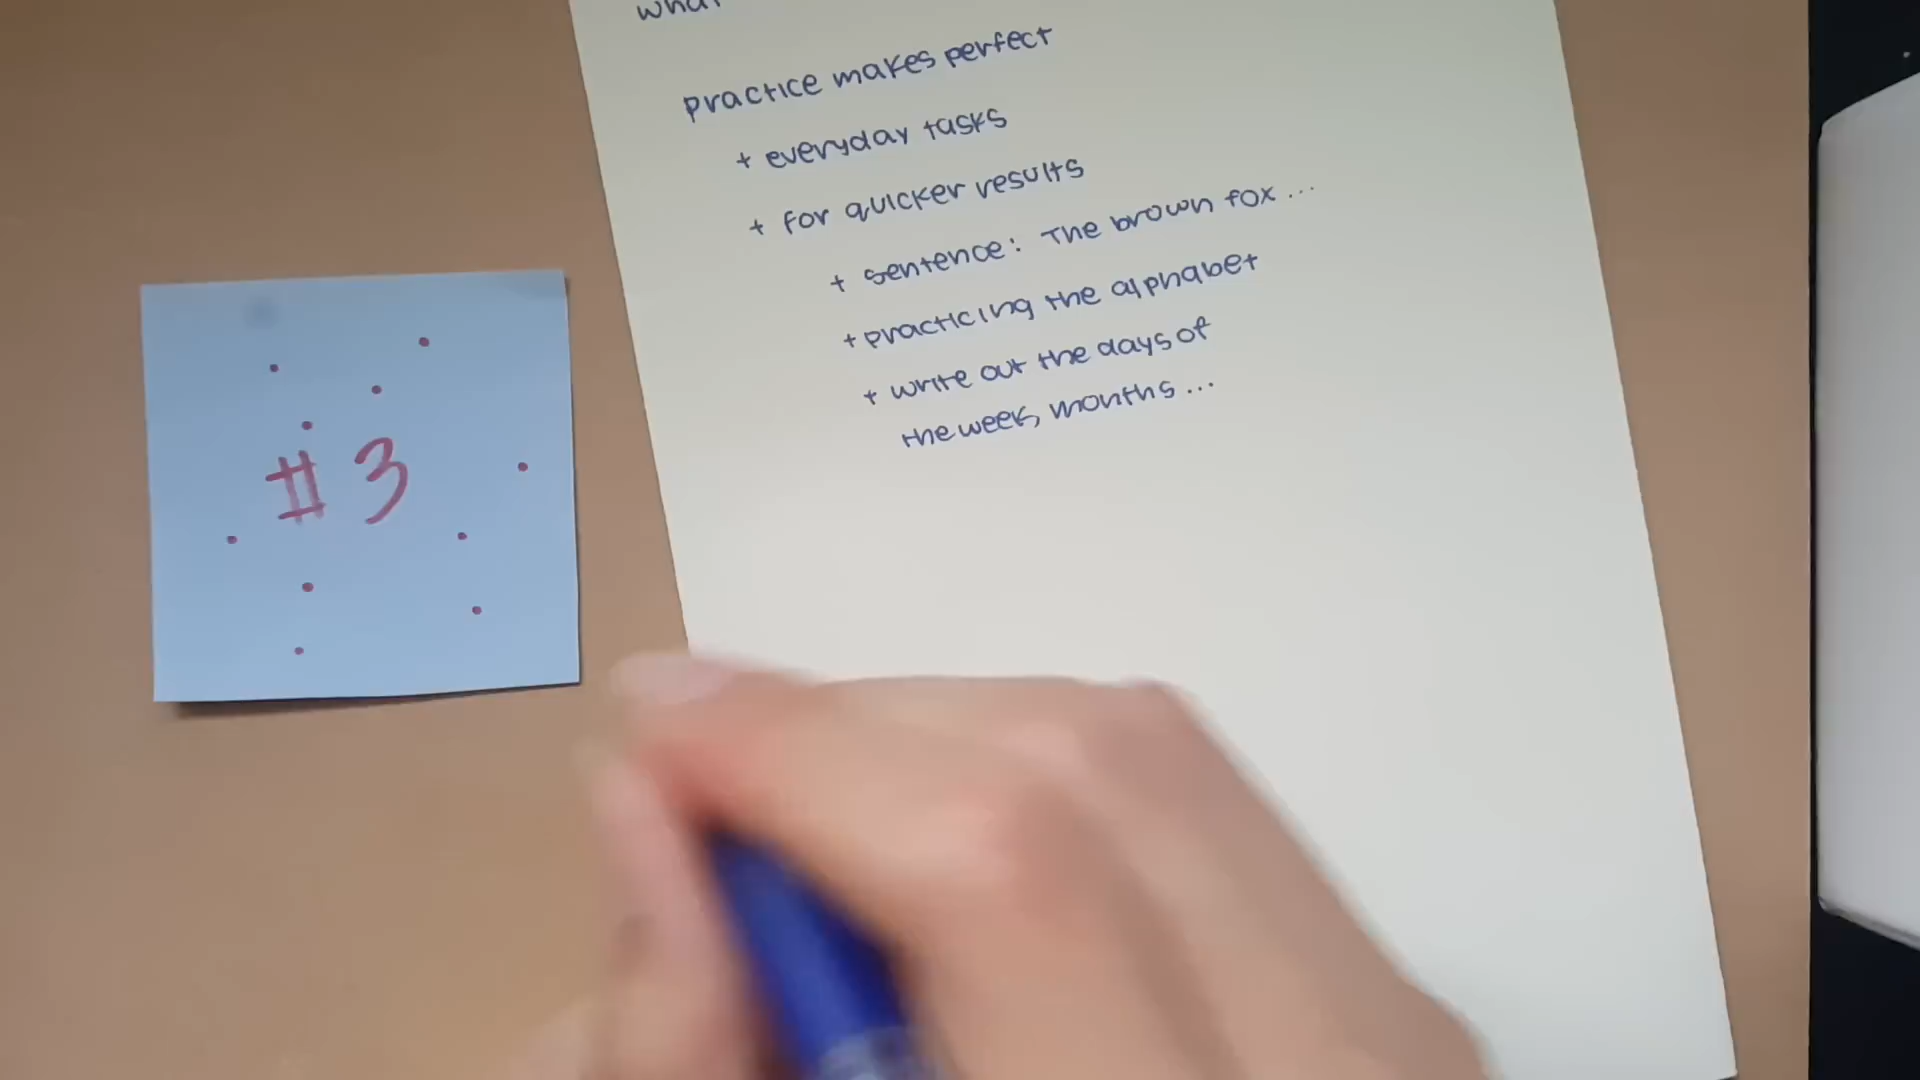 practice makes perfect
+ everyday tasks
+ for quicker results
+ sentence: The brown fox ...
+ practicing the alphabet
+ write out the days of
the week, months ...
# 3